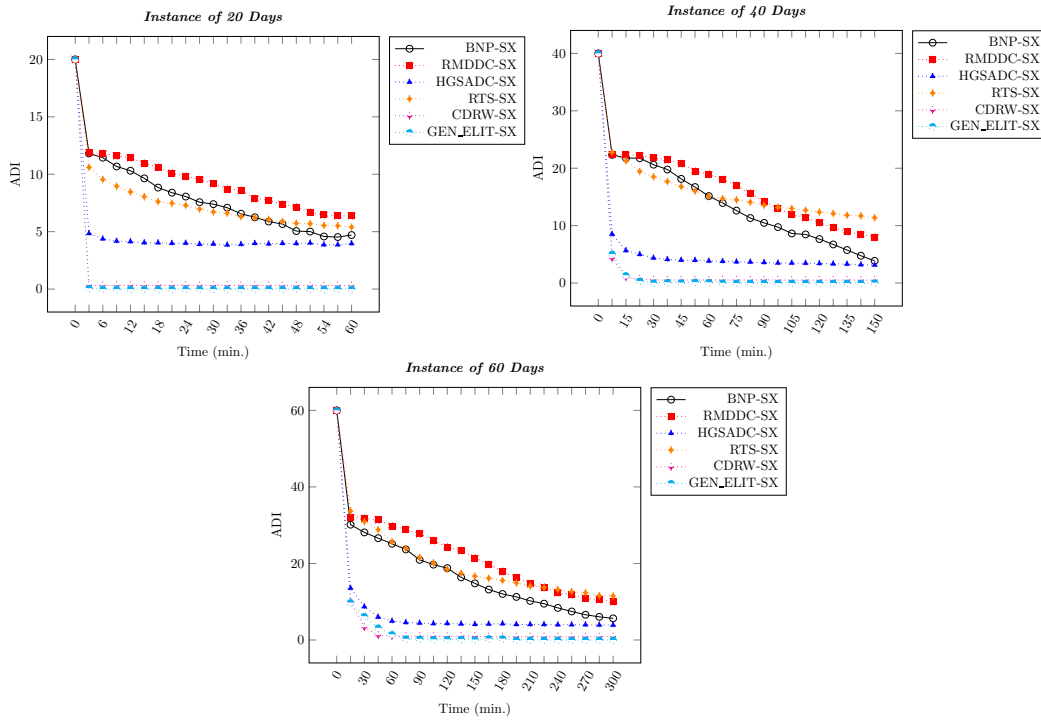 Instance of 20 Days
20
15
10
5
0
ADI
0 6 12 18 24 30 36 42 48 54 60
Time (min.)
BNP-SX
RMDDC-SX
HGSADC-SX
RTS-SX
CDRW-SX
GEN_ELIT-SX
Instance of 40 Days
40
30
20
10
0
ADI
0 15 30 45 60 75 90 105 120 135 150
Time (min.)
BNP-SX
RMDDC-SX
HGSADC-SX
RTS-SX
CDRW-SX
GEN_ELIT-SX
Instance of 60 Days
60
40
20
0
ADI
0 30 60 90 120 150 180 210 240 270 300
Time (min.)
BNP-SX
RMDDC-SX
HGSADC-SX
RTS-SX
CDRW-SX
GEN_ELIT-SX